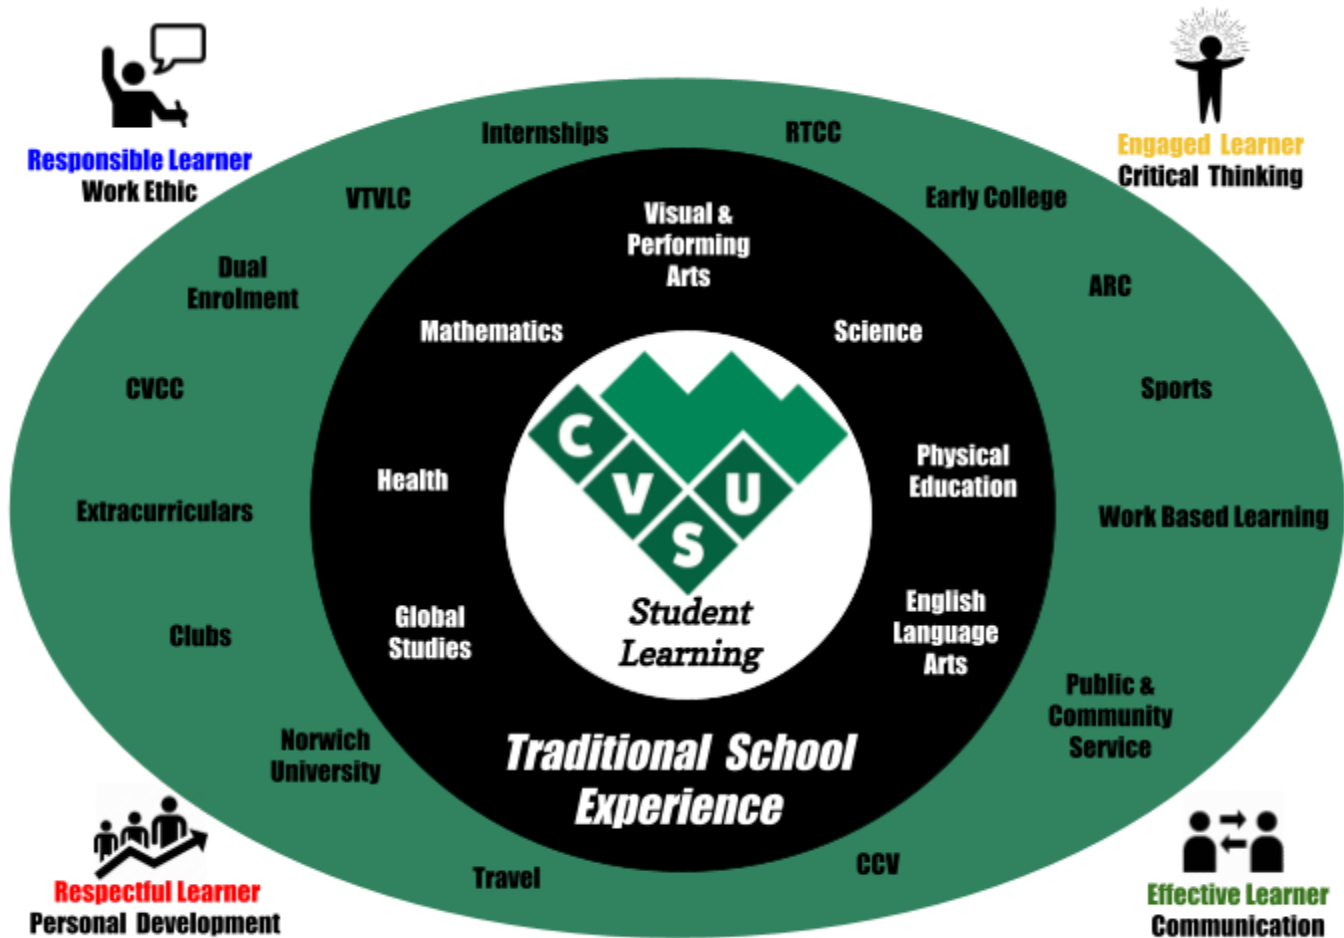 Responsible Learner
Work Ethic
Engaged Learner
Critical Thinking
Internships
RTCC
VTVLC
Early College
Dual
Enrolment
ARC
CVCC
Sports
Extracurriculars
Work Based Learning
Clubs
Public &
Community
Service
Norwich
University
Travel
CCV
Visual &
Performing
Arts
Mathematics
Science
Health
Physical
Education
Global
Studies
English
Language
Arts
C
V
U
S
Student
Learning
Traditional School
Experience
Respectful Learner
Personal Development
Effective Learner
Communication